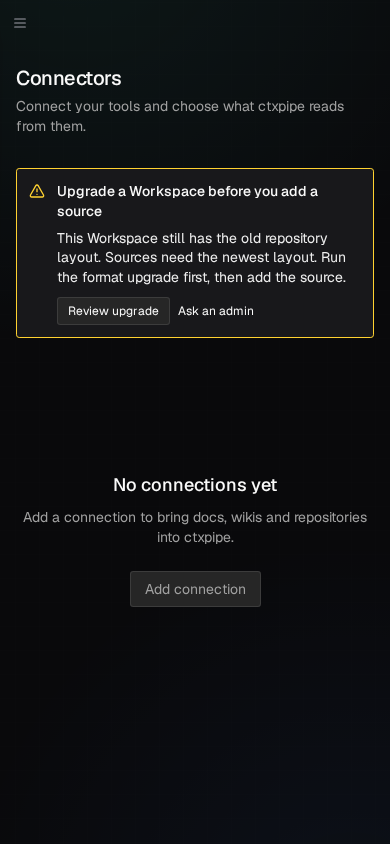 Connectors
Connect your tools and choose what ctxpipe reads
from them.
Upgrade a Workspace before you add a
source
This Workspace still has the old repository
layout. Sources need the newest layout. Run
the format upgrade first, then add the source.
Review upgrade
Ask an admin
No connections yet
Add a connection to bring docs, wikis and repositories
into ctxpipe.
Add connection